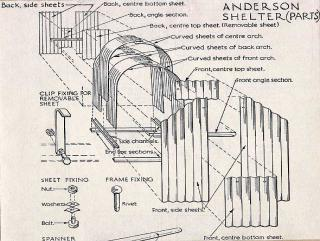 Back, side sheets
Back, centre bottom sheet.
ANDERSON
SHELTER (PARTS)
Back, angle section.
Back, centre top sheet. (Removable sheet)
Curved sheets of centre arch.
Curved sheets of back arch.
Curved sheets of front arch.
Front, centre top sheet.
Front angle section.
CLIP FIXING FOR
REMOVABLE
SHEET
Side channels.
End tie sections.
SHEET
FIXING
FRAME FIXING
Nut
Washers
Bolt
Rivet
Front, side sheets
SPANNER
Front, centre bottom sheet.